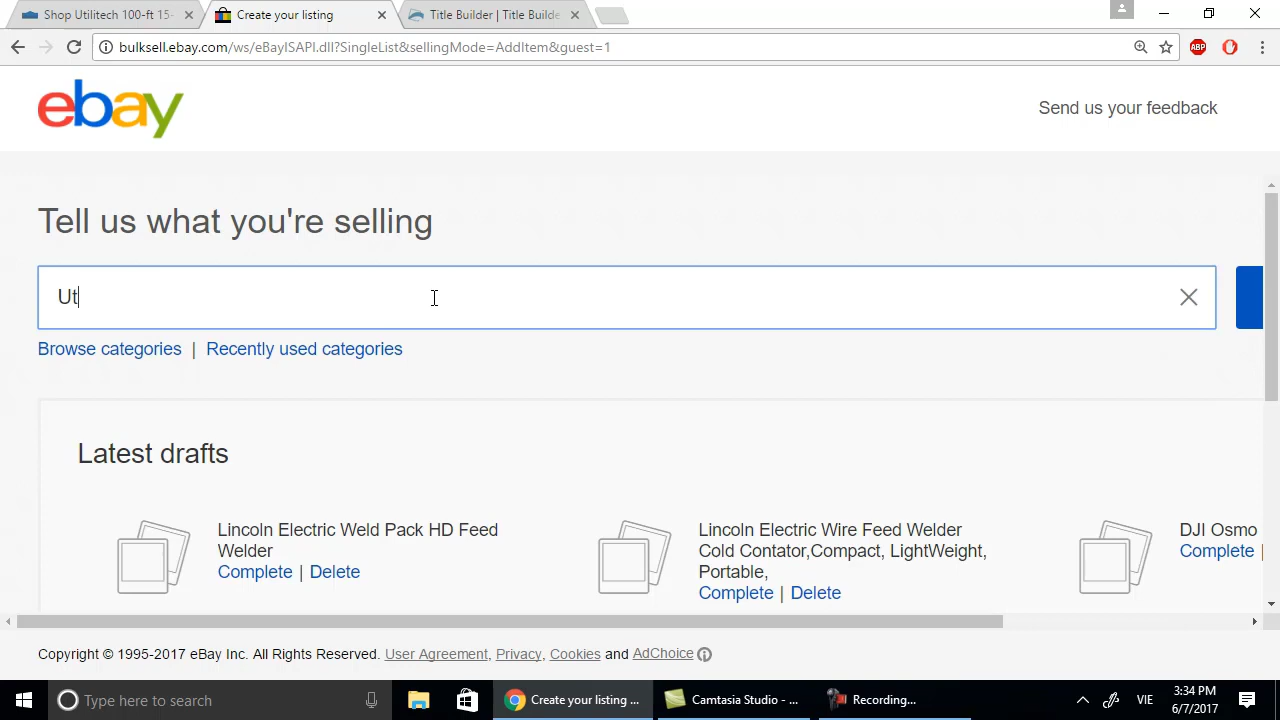 Shop Utilitech 100-ft 15-
Create your listing
Title Builder | Title Builde
bulksell.ebay.com/ws/eBayISAPI.dll?SingleList&sellingMode=AddItem&guest=1
ABP
ebay
Send us your feedback
Tell us what you're selling
Ut
Browse categories | Recently used categories
Latest drafts
Lincoln Electric Weld Pack HD Feed
Welder
Complete | Delete
Lincoln Electric Wire Feed Welder
Cold Contator,Compact, LightWeight,
Portable,
Complete | Delete
DJI Osmo
Complete |
Copyright © 1995-2017 eBay Inc. All Rights Reserved. User Agreement, Privacy, Cookies and AdChoice
Type here to search
Create your listing ...
Camtasia Studio - ...
Recording...
VIE
3:34 PM
6/7/2017